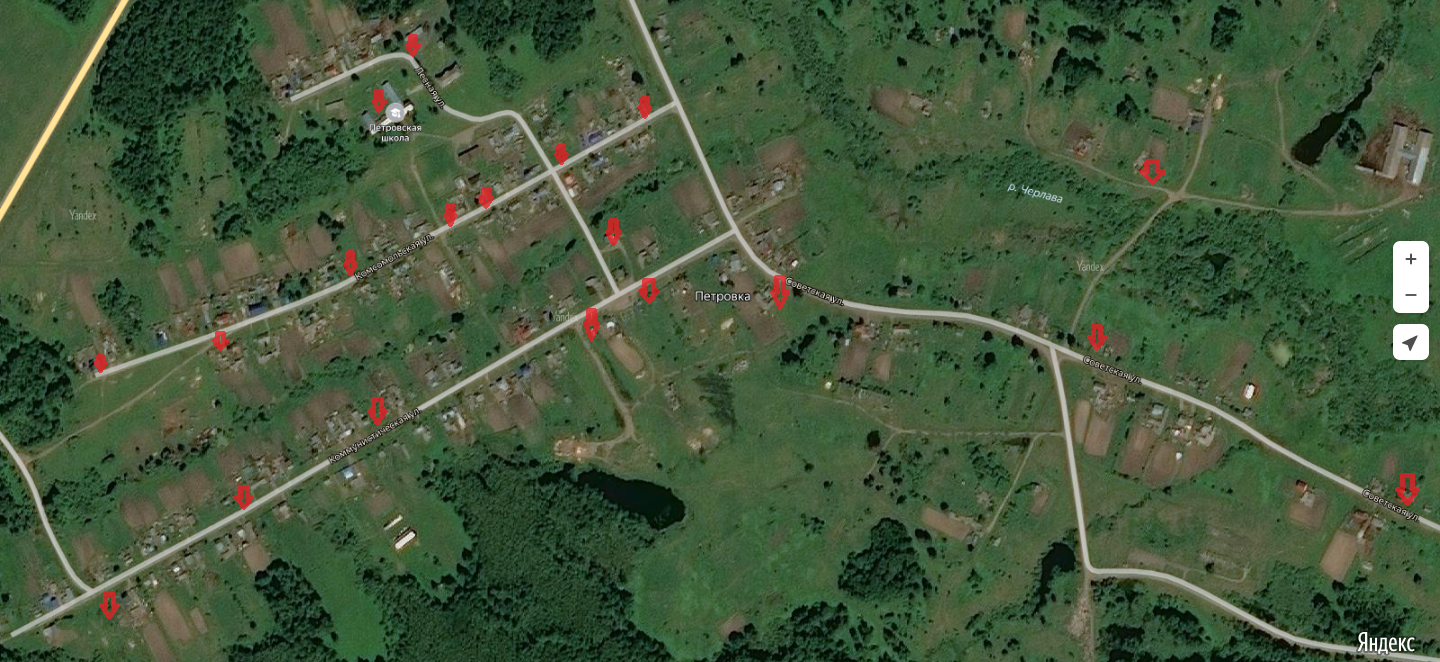 Лесная ул.
Петровская
школа
р. Черлава
Yandex
Комсомольская ул.
Yandex
Советская ул.
Петровка
Yandex
Советская ул.
Коммунистическая ул.
Советская ул.
Яндекс